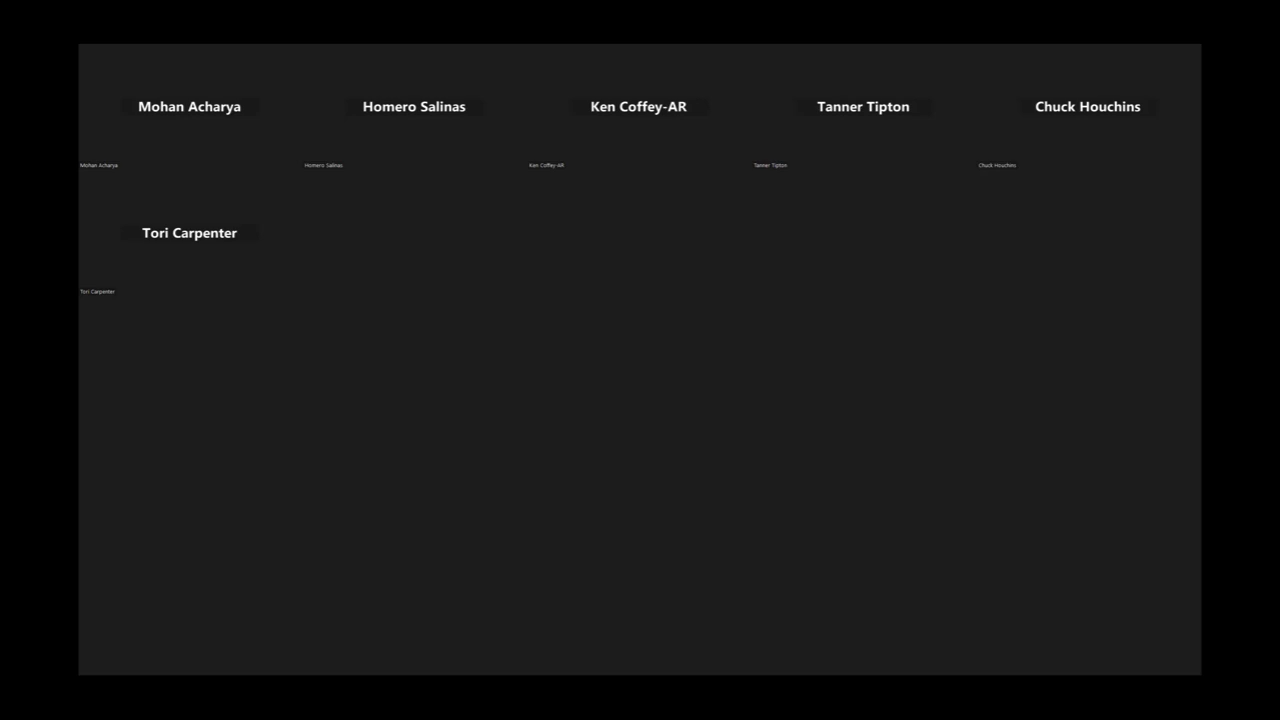 Mohan Acharya
Homero Salinas
Ken Coffey-AR
Tanner Tipton
Chuck Houchins
Mohan Acharya
Homero Salinas
Ken Coffey-AR
Tanner Tipton
Chuck Houchins
Tori Carpenter
Tori Carpenter